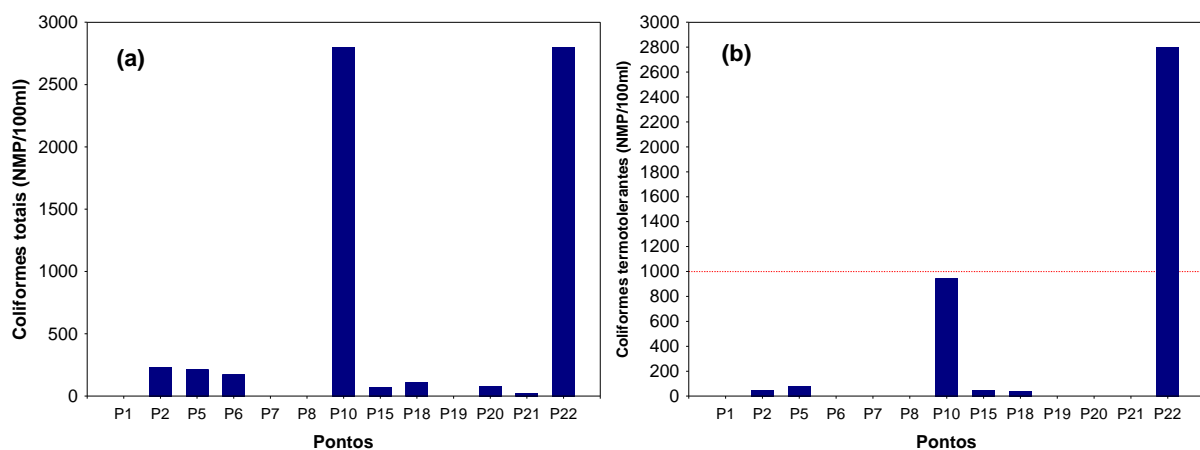 (a)
Coliformes totais (NMP/100ml)
3000
2500
2000
1500
1000
500
0
P1 P2 P5 P6 P7 P8 P10 P15 P18 P19 P20 P21 P22
Pontos
(b)
Coliformes termotolerantes (NMP/100ml)
3000
2800
2600
2400
2200
2000
1800
1600
1400
1200
1000
800
600
400
200
0
P1 P2 P5 P6 P7 P8 P10 P15 P18 P19 P20 P21 P22
Pontos